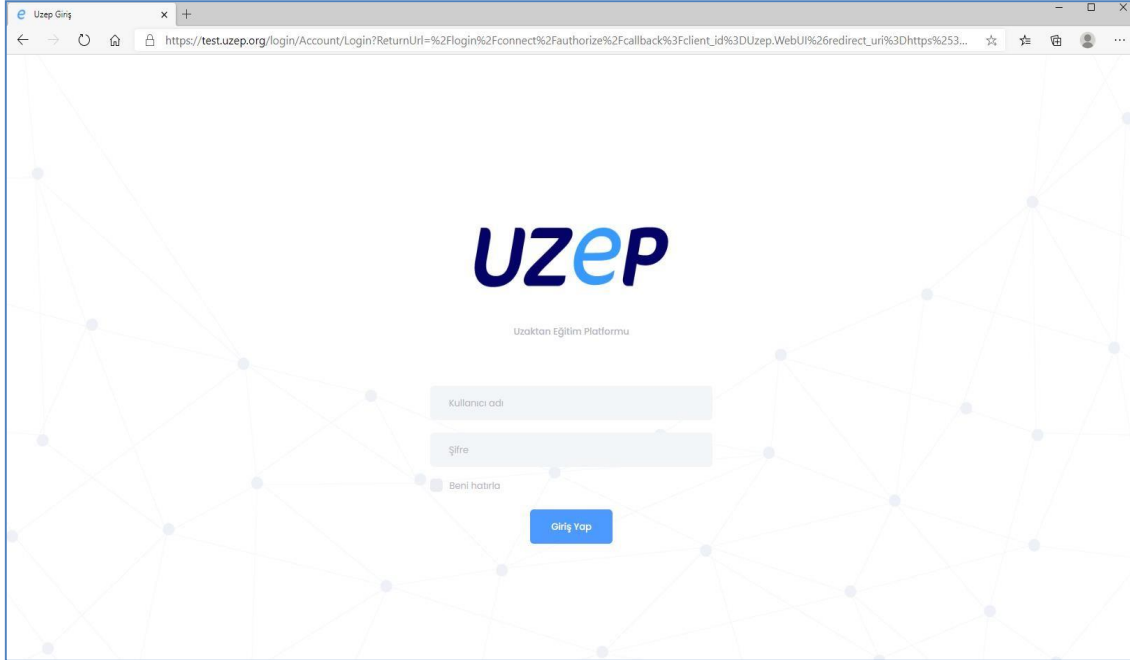 Uzep Giriş
https://test.uzep.org/login/Account/Login?ReturnUrl=%2Flogin%2Fconnect%2Fauthorize%2Fcallback%3Fclient_id%3DUzep.WebUI%26redirect_uri%3Dhttps%253...
uzep
Uzaktan Eğitim Platformu
Kullanıcı adı
Şifre
Beni hatırla
Giriş Yap